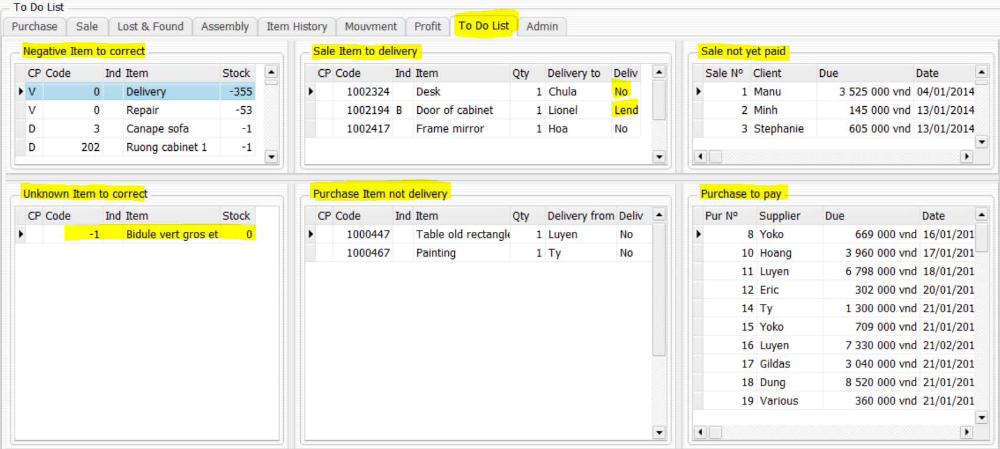 To Do List
Purchase Sale Lost & Found Assembly Item History Mouvment Profit To Do List Admin
Negative Item to correct
CP Code Ind Item Stock
V 0 Delivery -355
V 0 Repair -53
D 3 Canape sofa -1
D 202 Ruong cabinet 1 -1
Sale Item to delivery
CP Code Ind Item Qty Delivery to Deliv
1002324 Desk 1 Chula No
1002194 B Door of cabinet 1 Lionel Lend
1002417 Frame mirror 1 Hoa No
Sale not yet paid
Sale Nº Client Due Date
1 Manu 3 525 000 vnd 04/01/2014
2 Minh 145 000 vnd 13/01/2014
3 Stephanie 605 000 vnd 13/01/2014
Unknown Item to correct
CP Code Ind Item Stock
-1 Bidule vert gros et 0
Purchase Item not delivery
CP Code Ind Item Qty Delivery from Deliv
1000447 Table old rectangle 1 Luyen No
1000467 Painting 1 Ty No
Purchase to pay
Pur Nº Supplier Due Date
8 Yoko 669 000 vnd 16/01/201
10 Hoang 3 960 000 vnd 17/01/201
11 Luyen 6 798 000 vnd 18/01/201
12 Eric 302 000 vnd 20/01/201
14 Ty 1 300 000 vnd 21/01/201
15 Yoko 709 000 vnd 21/01/201
16 Luyen 7 330 000 vnd 21/02/201
17 Gildas 3 040 000 vnd 21/01/201
18 Dung 8 520 000 vnd 21/01/201
19 Various 360 000 vnd 21/01/201